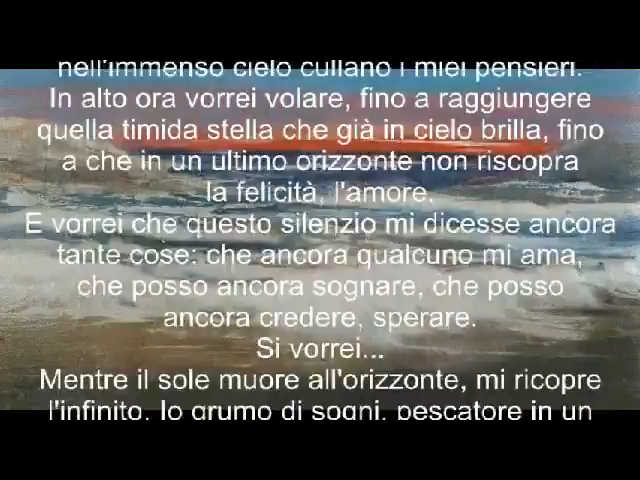 nell'immenso cielo cullano i miei pensieri.
In alto ora vorrei volare, fino a raggiungere
quella timida stella che già in cielo brilla, fino
a che in un ultimo orizzonte non riscopra
la felicità, l'amore.
E vorrei che questo silenzio mi dicesse ancora
tante cose: che ancora qualcuno mi ama,
che posso ancora sognare, che posso
ancora credere, sperare.
Si vorrei...
Mentre il sole muore all'orizzonte, mi ricopre
l'infinito. Io grumo di sogni, pescatore in un